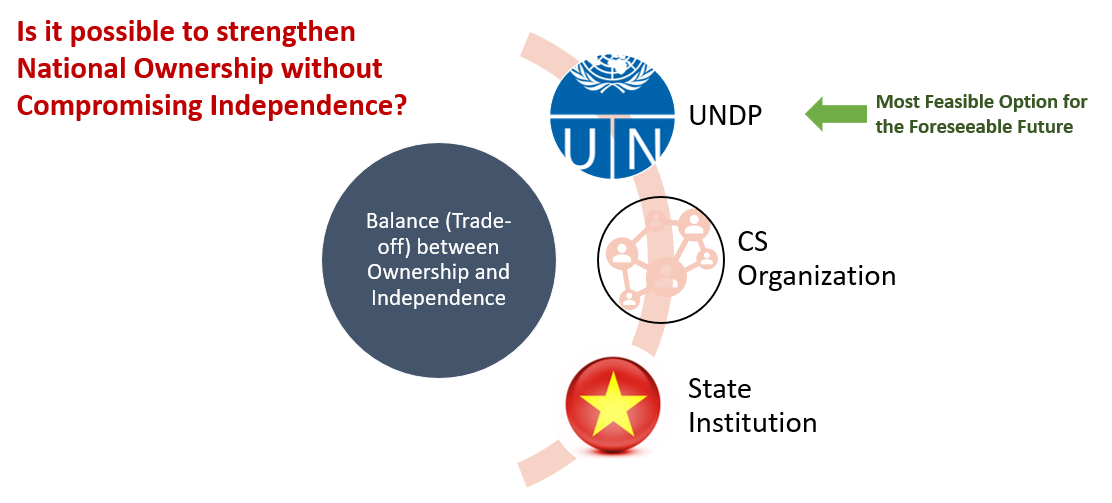 Is it possible to strengthen
National Ownership without
Compromising Independence?
UN
UNDP
Most Feasible Option for
the Foreseeable Future
Balance (Trade-
off) between
Ownership and
Independence
CS
Organization
State
Institution